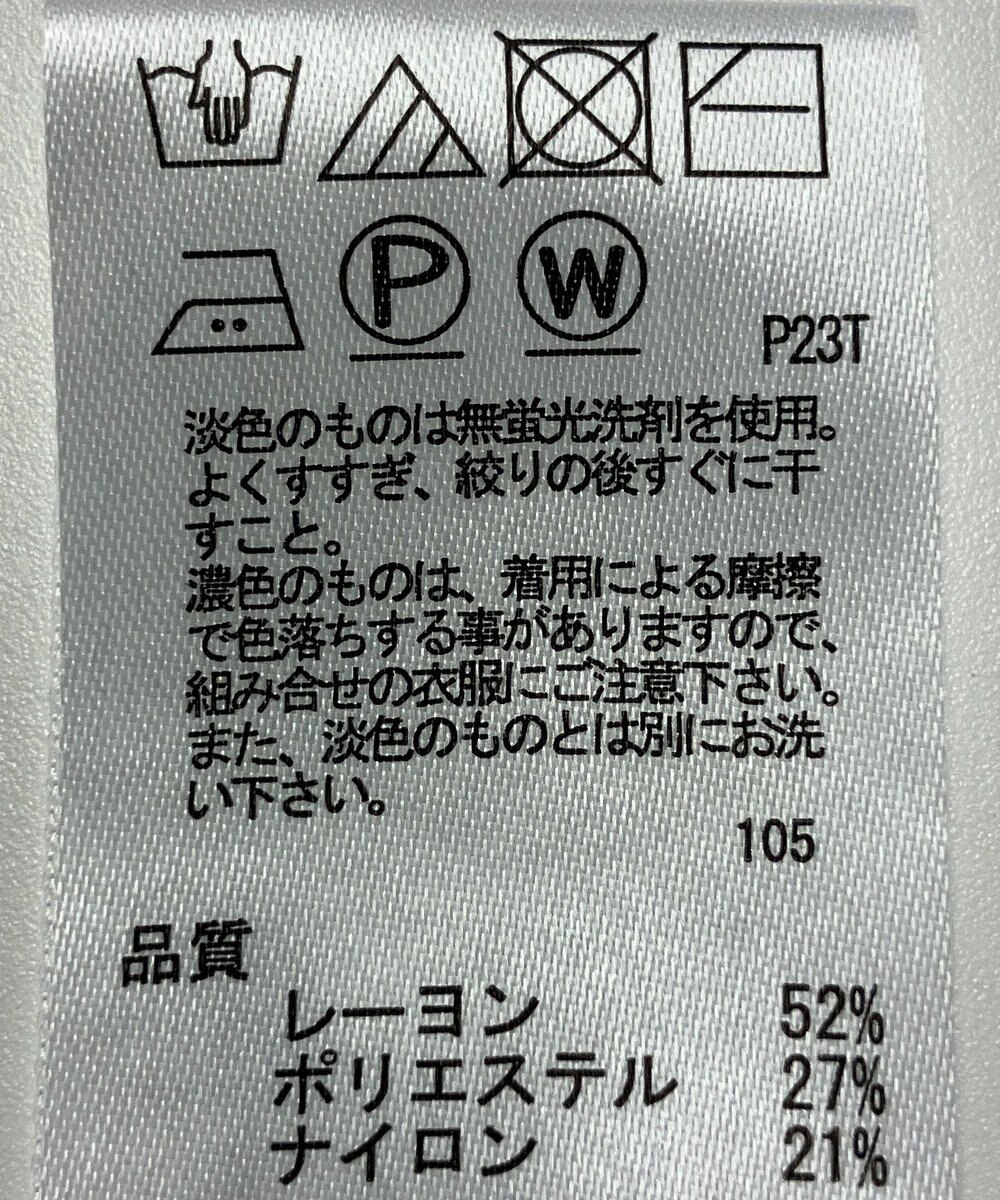 P W
P23T
淡色のものは無蛍光洗剤を使用。
よくすすぎ、絞りの後すぐに干
すこと。
濃色のものは、着用による摩擦
で色落ちする事がありますので、
組み合せの衣服にご注意下さい。
また、淡色のものとは別にお洗
い下さい。
105
品質
レーヨン 52%
ポリエステル 27%
ナイロン 21%